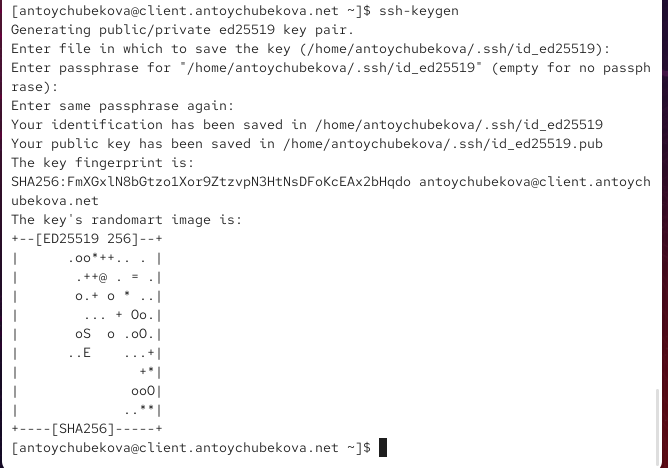 [antoychubekova@client.antoychubekova.net ~]$ ssh-keygen
Generating public/private ed25519 key pair.
Enter file in which to save the key (/home/antoychubekova/.ssh/id_ed25519):
Enter passphrase for "/home/antoychubekova/.ssh/id_ed25519" (empty for no passph
rase):
Enter same passphrase again:
Your identification has been saved in /home/antoychubekova/.ssh/id_ed25519
Your public key has been saved in /home/antoychubekova/.ssh/id_ed25519.pub
The key fingerprint is:
SHA256:FmXGxlN8bGtzo1Xor9ZtzvpN3HtNsDFoKcEAx2bHqdo antoychubekova@client.antoych
ubekova.net
The key's randomart image is:
+--[ED25519 256]--+
|      .oo*++.. . |
|       .++@ . = .|
|       o.+ o * ..|
|        ... + Oo.|
|       oS  o .oO.|
|      ..E    ...+|
|               +*|
|              ooO|
|             ..**|
+----[SHA256]-----+
[antoychubekova@client.antoychubekova.net ~]$